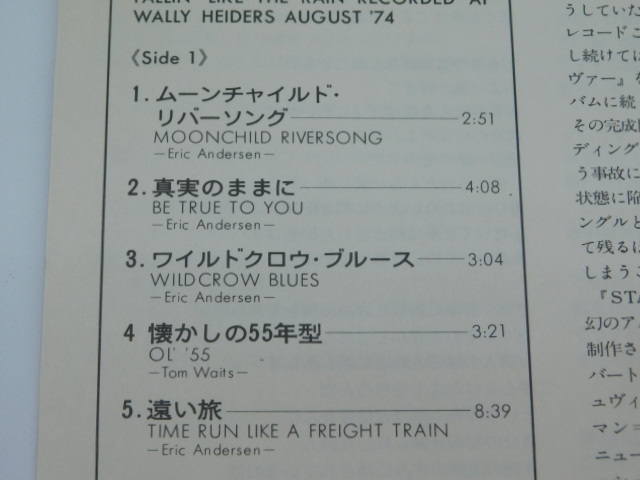 FALLIN' LIKE THE RAIN RECORDED AT
WALLY HEIDERS AUGUST '74
《Side 1》
1. ムーンチャイルド・
リバーソング 2:51
MOONCHILD RIVERSONG
—Eric Andersen—
2. 真実のままに 4:08
BE TRUE TO YOU
—Eric Andersen—
3. ワイルドクロウ・ブルース 3:04
WILDCROW BLUES
—Eric Andersen—
4 懐かしの55年型 3:21
OL' '55
—Tom Waits—
5. 遠い旅 8:39
TIME RUN LIKE A FREIGHT TRAIN
—Eric Andersen—
うしていた
レコードこ
し続けては
ヴァー』を
バムに続
その完成
ディング
う事故に
状態に陥
ングルと
て残るは
しまうこ
『STA
幻のア
制作さ
バート
ュヴィ
マン=
ニュー